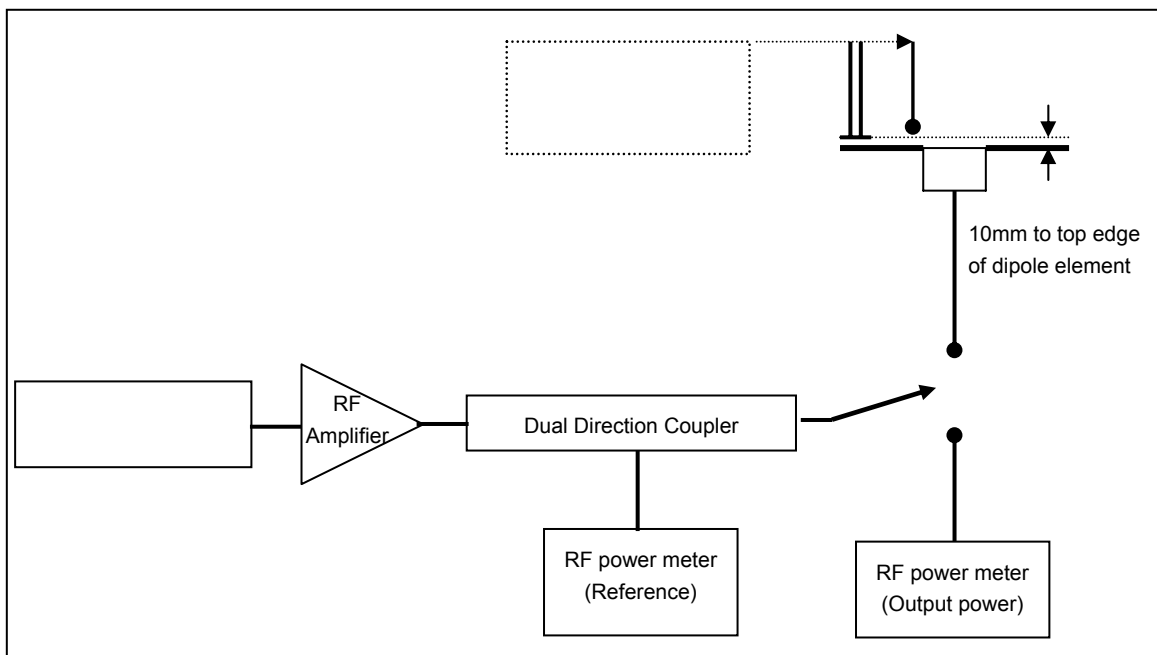 10mm to top edge
of dipole element
RF
Amplifier
Dual Direction Coupler
RF power meter
(Reference)
RF power meter
(Output power)